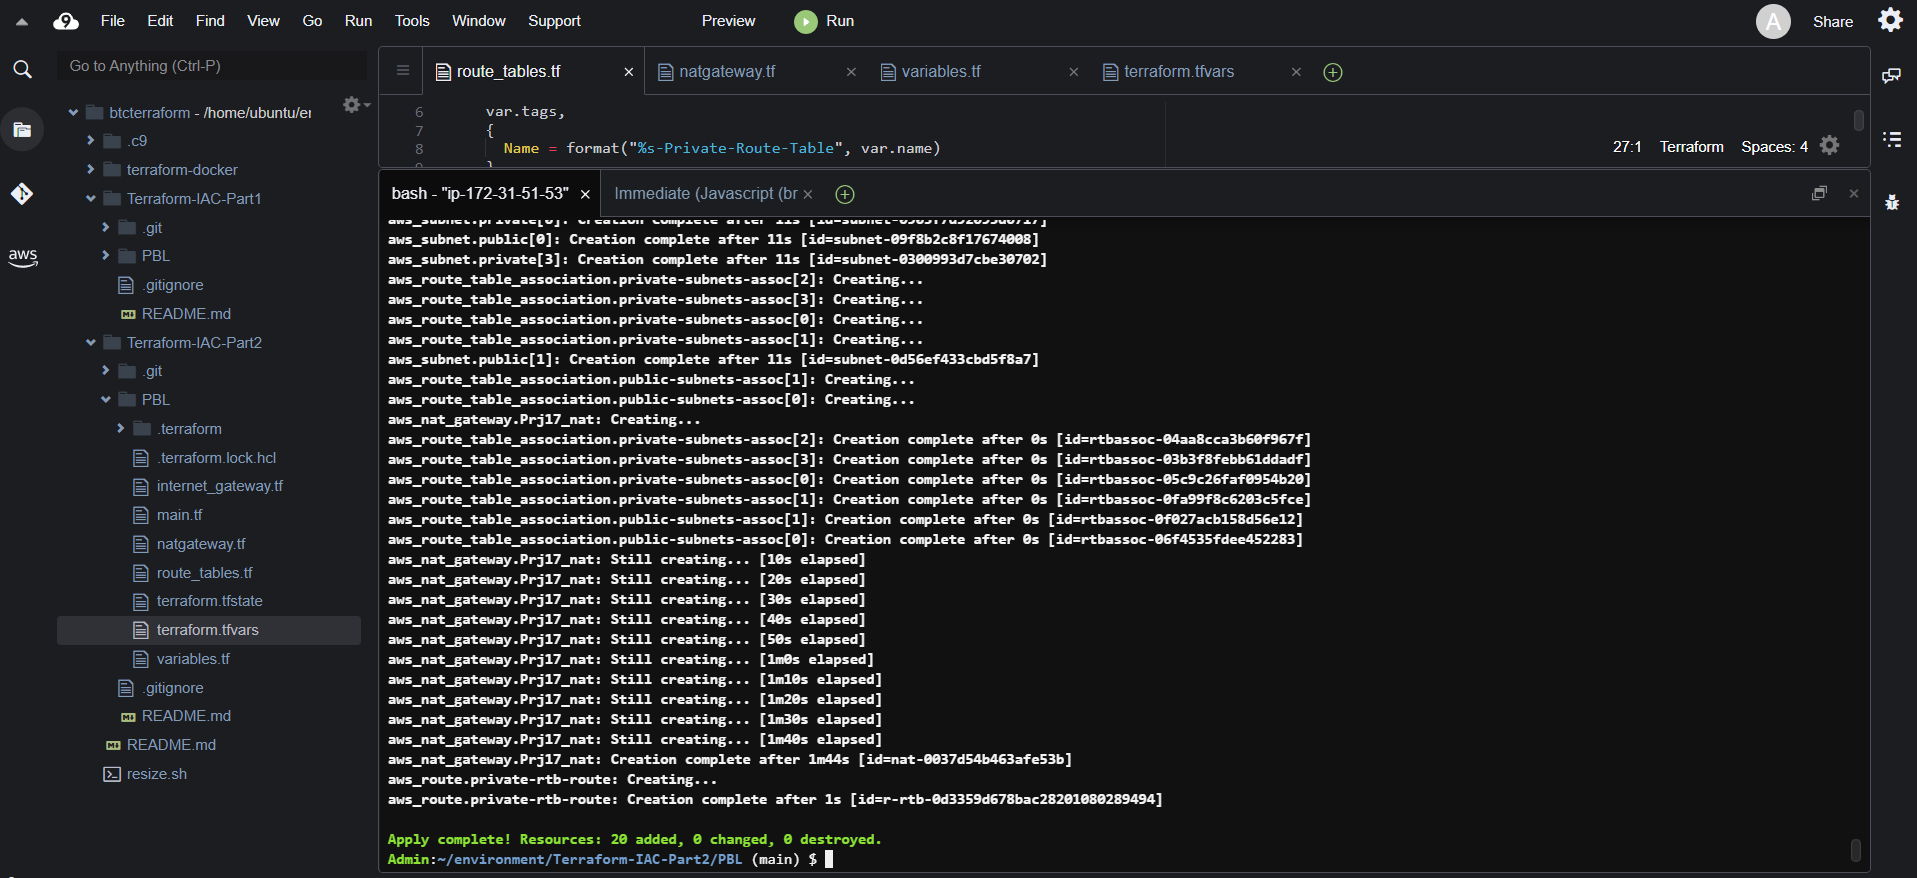 File Edit Find View Go Run Tools Window Support Preview Run A Share
Go to Anything (Ctrl-P)
btcterraform - /home/ubuntu/er
.c9
terraform-docker
Terraform-IAC-Part1
.git
PBL
.gitignore
README.md
Terraform-IAC-Part2
.git
PBL
.terraform
.terraform.lock.hcl
internet_gateway.tf
main.tf
natgateway.tf
route_tables.tf
terraform.tfstate
terraform.tfvars
variables.tf
.gitignore
README.md
README.md
resize.sh
aws
route_tables.tf natgateway.tf variables.tf terraform.tfvars
6 var.tags,
7 {
8 Name = format("%s-Private-Route-Table", var.name)
9 }
27:1 Terraform Spaces: 4
bash - "ip-172-31-51-53" Immediate (Javascript (br
aws_subnet.private[0]: Creation complete after 11s
aws_subnet.public[0]: Creation complete after 11s [id=subnet-09f8b2c8f17674008]
aws_subnet.private[3]: Creation complete after 11s [id=subnet-0300993d7cbe30702]
aws_route_table_association.private-subnets-assoc[2]: Creating...
aws_route_table_association.private-subnets-assoc[3]: Creating...
aws_route_table_association.private-subnets-assoc[0]: Creating...
aws_route_table_association.private-subnets-assoc[1]: Creating...
aws_subnet.public[1]: Creation complete after 11s [id=subnet-0d56ef433cbd5f8a7]
aws_route_table_association.public-subnets-assoc[1]: Creating...
aws_route_table_association.public-subnets-assoc[0]: Creating...
aws_nat_gateway.Prj17_nat: Creating...
aws_route_table_association.private-subnets-assoc[2]: Creation complete after 0s [id=rtbassoc-04aa8cca3b60f967f]
aws_route_table_association.private-subnets-assoc[3]: Creation complete after 0s [id=rtbassoc-03b3f8febb61ddadf]
aws_route_table_association.private-subnets-assoc[0]: Creation complete after 0s [id=rtbassoc-05c9c26faf0954b20]
aws_route_table_association.private-subnets-assoc[1]: Creation complete after 0s [id=rtbassoc-0fa99f8c6203c5fce]
aws_route_table_association.public-subnets-assoc[1]: Creation complete after 0s [id=rtbassoc-0f027acb158d56e12]
aws_route_table_association.public-subnets-assoc[0]: Creation complete after 0s [id=rtbassoc-06f4535fdee452283]
aws_nat_gateway.Prj17_nat: Still creating... [10s elapsed]
aws_nat_gateway.Prj17_nat: Still creating... [20s elapsed]
aws_nat_gateway.Prj17_nat: Still creating... [30s elapsed]
aws_nat_gateway.Prj17_nat: Still creating... [40s elapsed]
aws_nat_gateway.Prj17_nat: Still creating... [50s elapsed]
aws_nat_gateway.Prj17_nat: Still creating... [1m0s elapsed]
aws_nat_gateway.Prj17_nat: Still creating... [1m10s elapsed]
aws_nat_gateway.Prj17_nat: Still creating... [1m20s elapsed]
aws_nat_gateway.Prj17_nat: Still creating... [1m30s elapsed]
aws_nat_gateway.Prj17_nat: Still creating... [1m40s elapsed]
aws_nat_gateway.Prj17_nat: Creation complete after 1m44s [id=nat-0037d54b463afe53b]
aws_route.private-rtb-route: Creating...
aws_route.private-rtb-route: Creation complete after 1s [id=r-rtb-0d3359d678bac28201080289494]
Apply complete! Resources: 20 added, 0 changed, 0 destroyed.
Admin:~/environment/Terraform-IAC-Part2/PBL (main) $